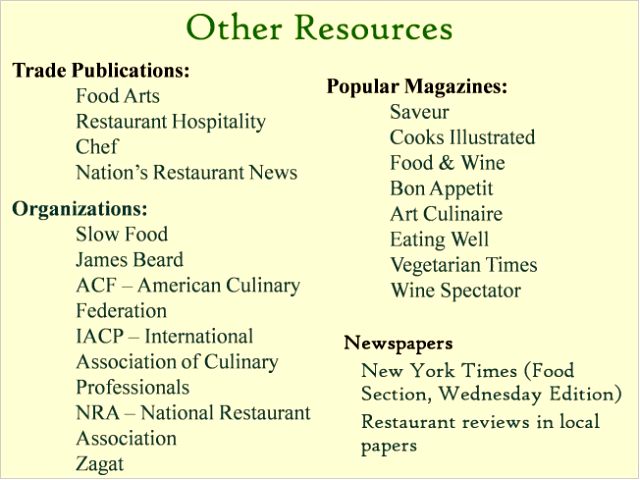 Other Resources
Trade Publications:
Food Arts
Restaurant Hospitality
Chef
Nation’s Restaurant News
Organizations:
Slow Food
James Beard
ACF – American Culinary
Federation
IACP – International
Association of Culinary
Professionals
NRA – National Restaurant
Association
Zagat
Popular Magazines:
Saveur
Cooks Illustrated
Food & Wine
Bon Appetit
Art Culinaire
Eating Well
Vegetarian Times
Wine Spectator
Newspapers
New York Times (Food
Section, Wednesday Edition)
Restaurant reviews in local
papers